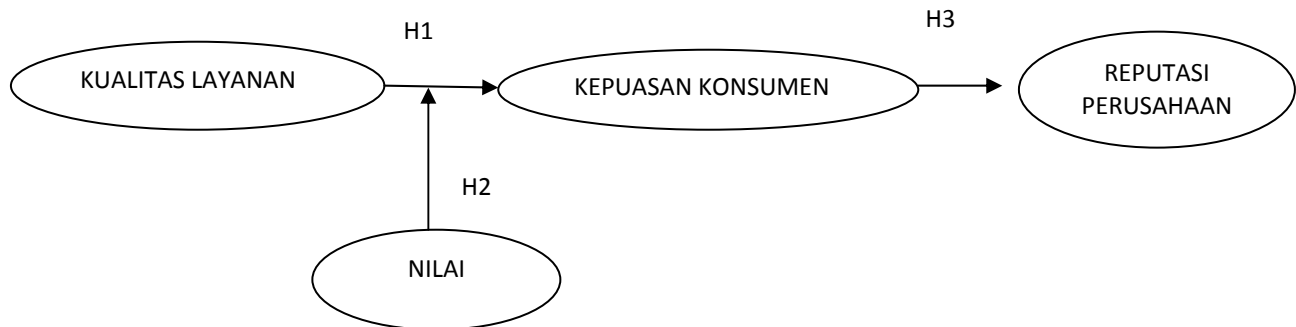 H1
H3
KUALITAS LAYANAN
KEPUASAN KONSUMEN
REPUTASI
PERUSAHAAN
H2
NILAI